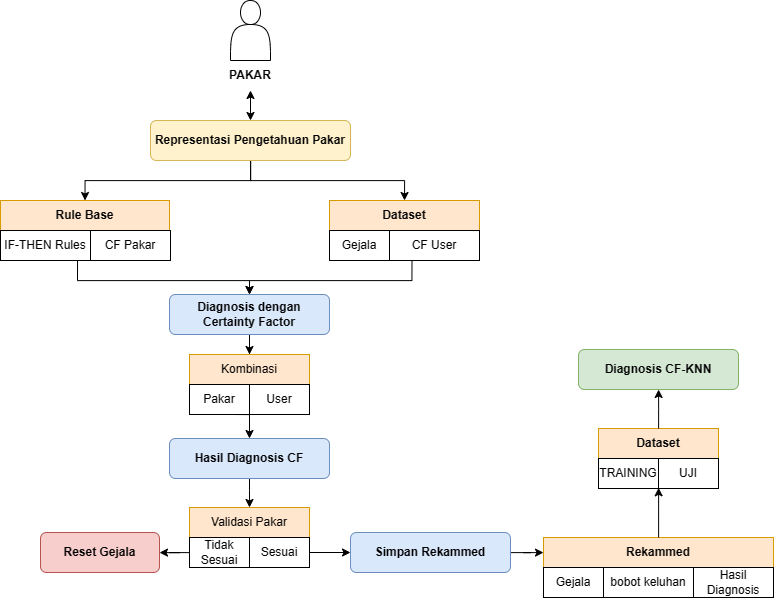 PAKAR
Representasi Pengetahuan Pakar
Rule Base
IF-THEN Rules
CF Pakar
Dataset
Gejala
CF User
Diagnosis dengan
Certainty Factor
Kombinasi
Pakar
User
Hasil Diagnosis CF
Validasi Pakar
Tidak
Sesuai
Sesuai
Reset Gejala
Simpan Rekammed
Rekammed
Gejala
bobot keluhan
Hasil
Diagnosis
Dataset
TRAINING
UJI
Diagnosis CF-KNN